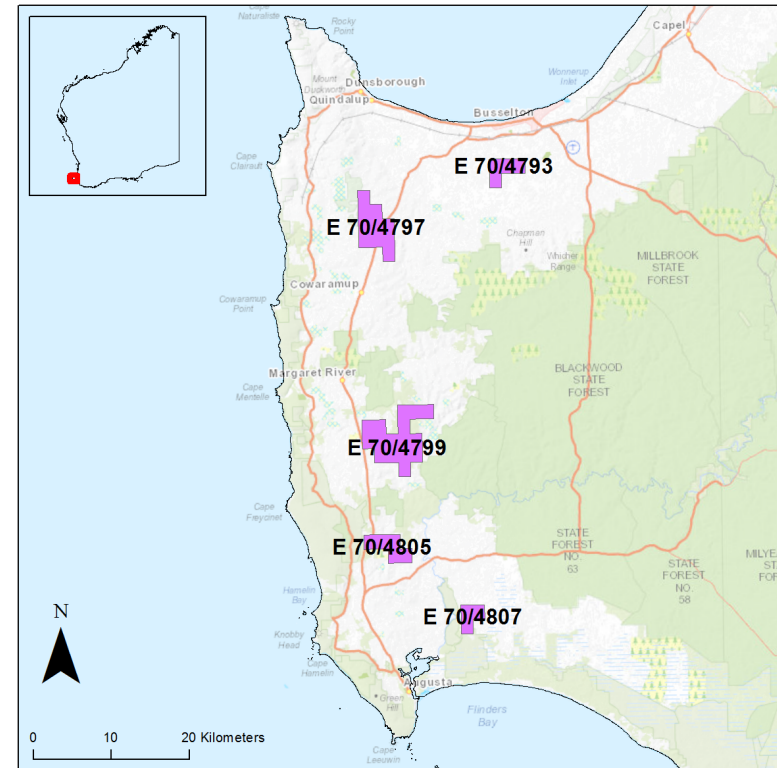 Cape
Naturaliste
Rocky
Point
Capel
Mount
Duckworth
Dunsborough
Quindalup
Wonnerup
Inlet
Busselton
Cape
Clairault
E 70/4793
E 70/4797
Chapman
Hill
Whicher
Range
MILLBROOK
STATE
FOREST
Cowaramup
Cowaramup
Point
BLACKWOOD
STATE
FOREST
Margaret River
Cape
Mentelle
E 70/4799
Cape
Freycinet
E 70/4805
STATE
FOREST
NO.
63
STATE
FOREST
NO.
58
MILYEA
STA
FOR
Hamelin
Bay
N
E 70/4807
Knobby
Head
Cape
Hamelin
Augusta
Green
Hill
Flinders
Bay
0 10 20 Kilometers
Cape
Leeuwin